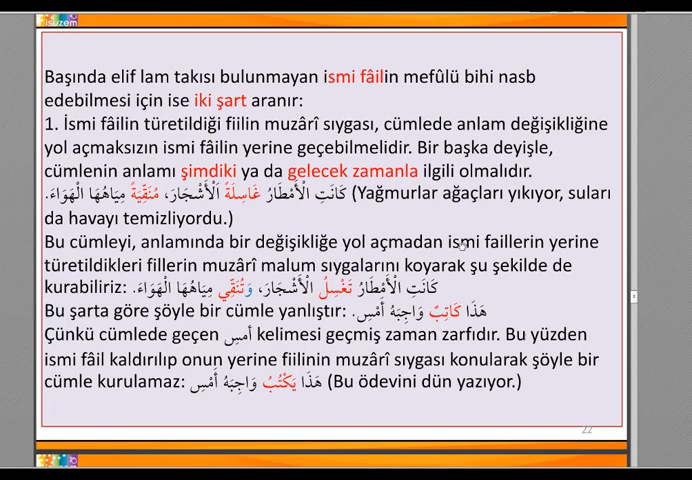 isuzem
Başında elif lam takısı bulunmayan ismi fâilin mefûlü bihi nasb
edebilmesi için ise iki şart aranır:
1. İsmi fâilin türetildiği fiilin muzârî sıygası, cümlede anlam değişikliğine
yol açmaksızın ismi fâilin yerine geçebilmelidir. Bir başka deyişle,
cümlenin anlamı şimdiki ya da gelecek zamanla ilgili olmalıdır.
كَانَتِ الْأَمْطَارُ غَاسِلَةً اَلْأَشْجَارَ، مُنَقِّيَةً مِيَاهُهَا الْهَوَاءَ. (Yağmurlar ağaçları yıkıyor, suları
da havayı temizliyordu.)
Bu cümleyi, anlamında bir değişikliğe yol açmadan ismi faillerin yerine
türetildikleri fillerin muzârî malum sıygalarını koyarak şu şekilde de
kurabiliriz: كَانَتِ الْأَمْطَارُ تَغْسِلُ الْأَشْجَارَ، وَتُنَقِّي مِيَاهُهَا الْهَوَاءَ.
Bu şarta göre şöyle bir cümle yanlıştır: هَذَا كَاتِبٌ وَاجِبَهُ أَمْسِ.
Çünkü cümlede geçen أمسِ kelimesi geçmiş zaman zarfıdır. Bu yüzden
ismi fâil kaldırılıp onun yerine fiilinin muzârî sıygası konularak şöyle bir
cümle kurulamaz: هَذَا يَكْتُبُ وَاجِبَهُ أَمْسِ (Bu ödevini dün yazıyor.)
22
isuzem